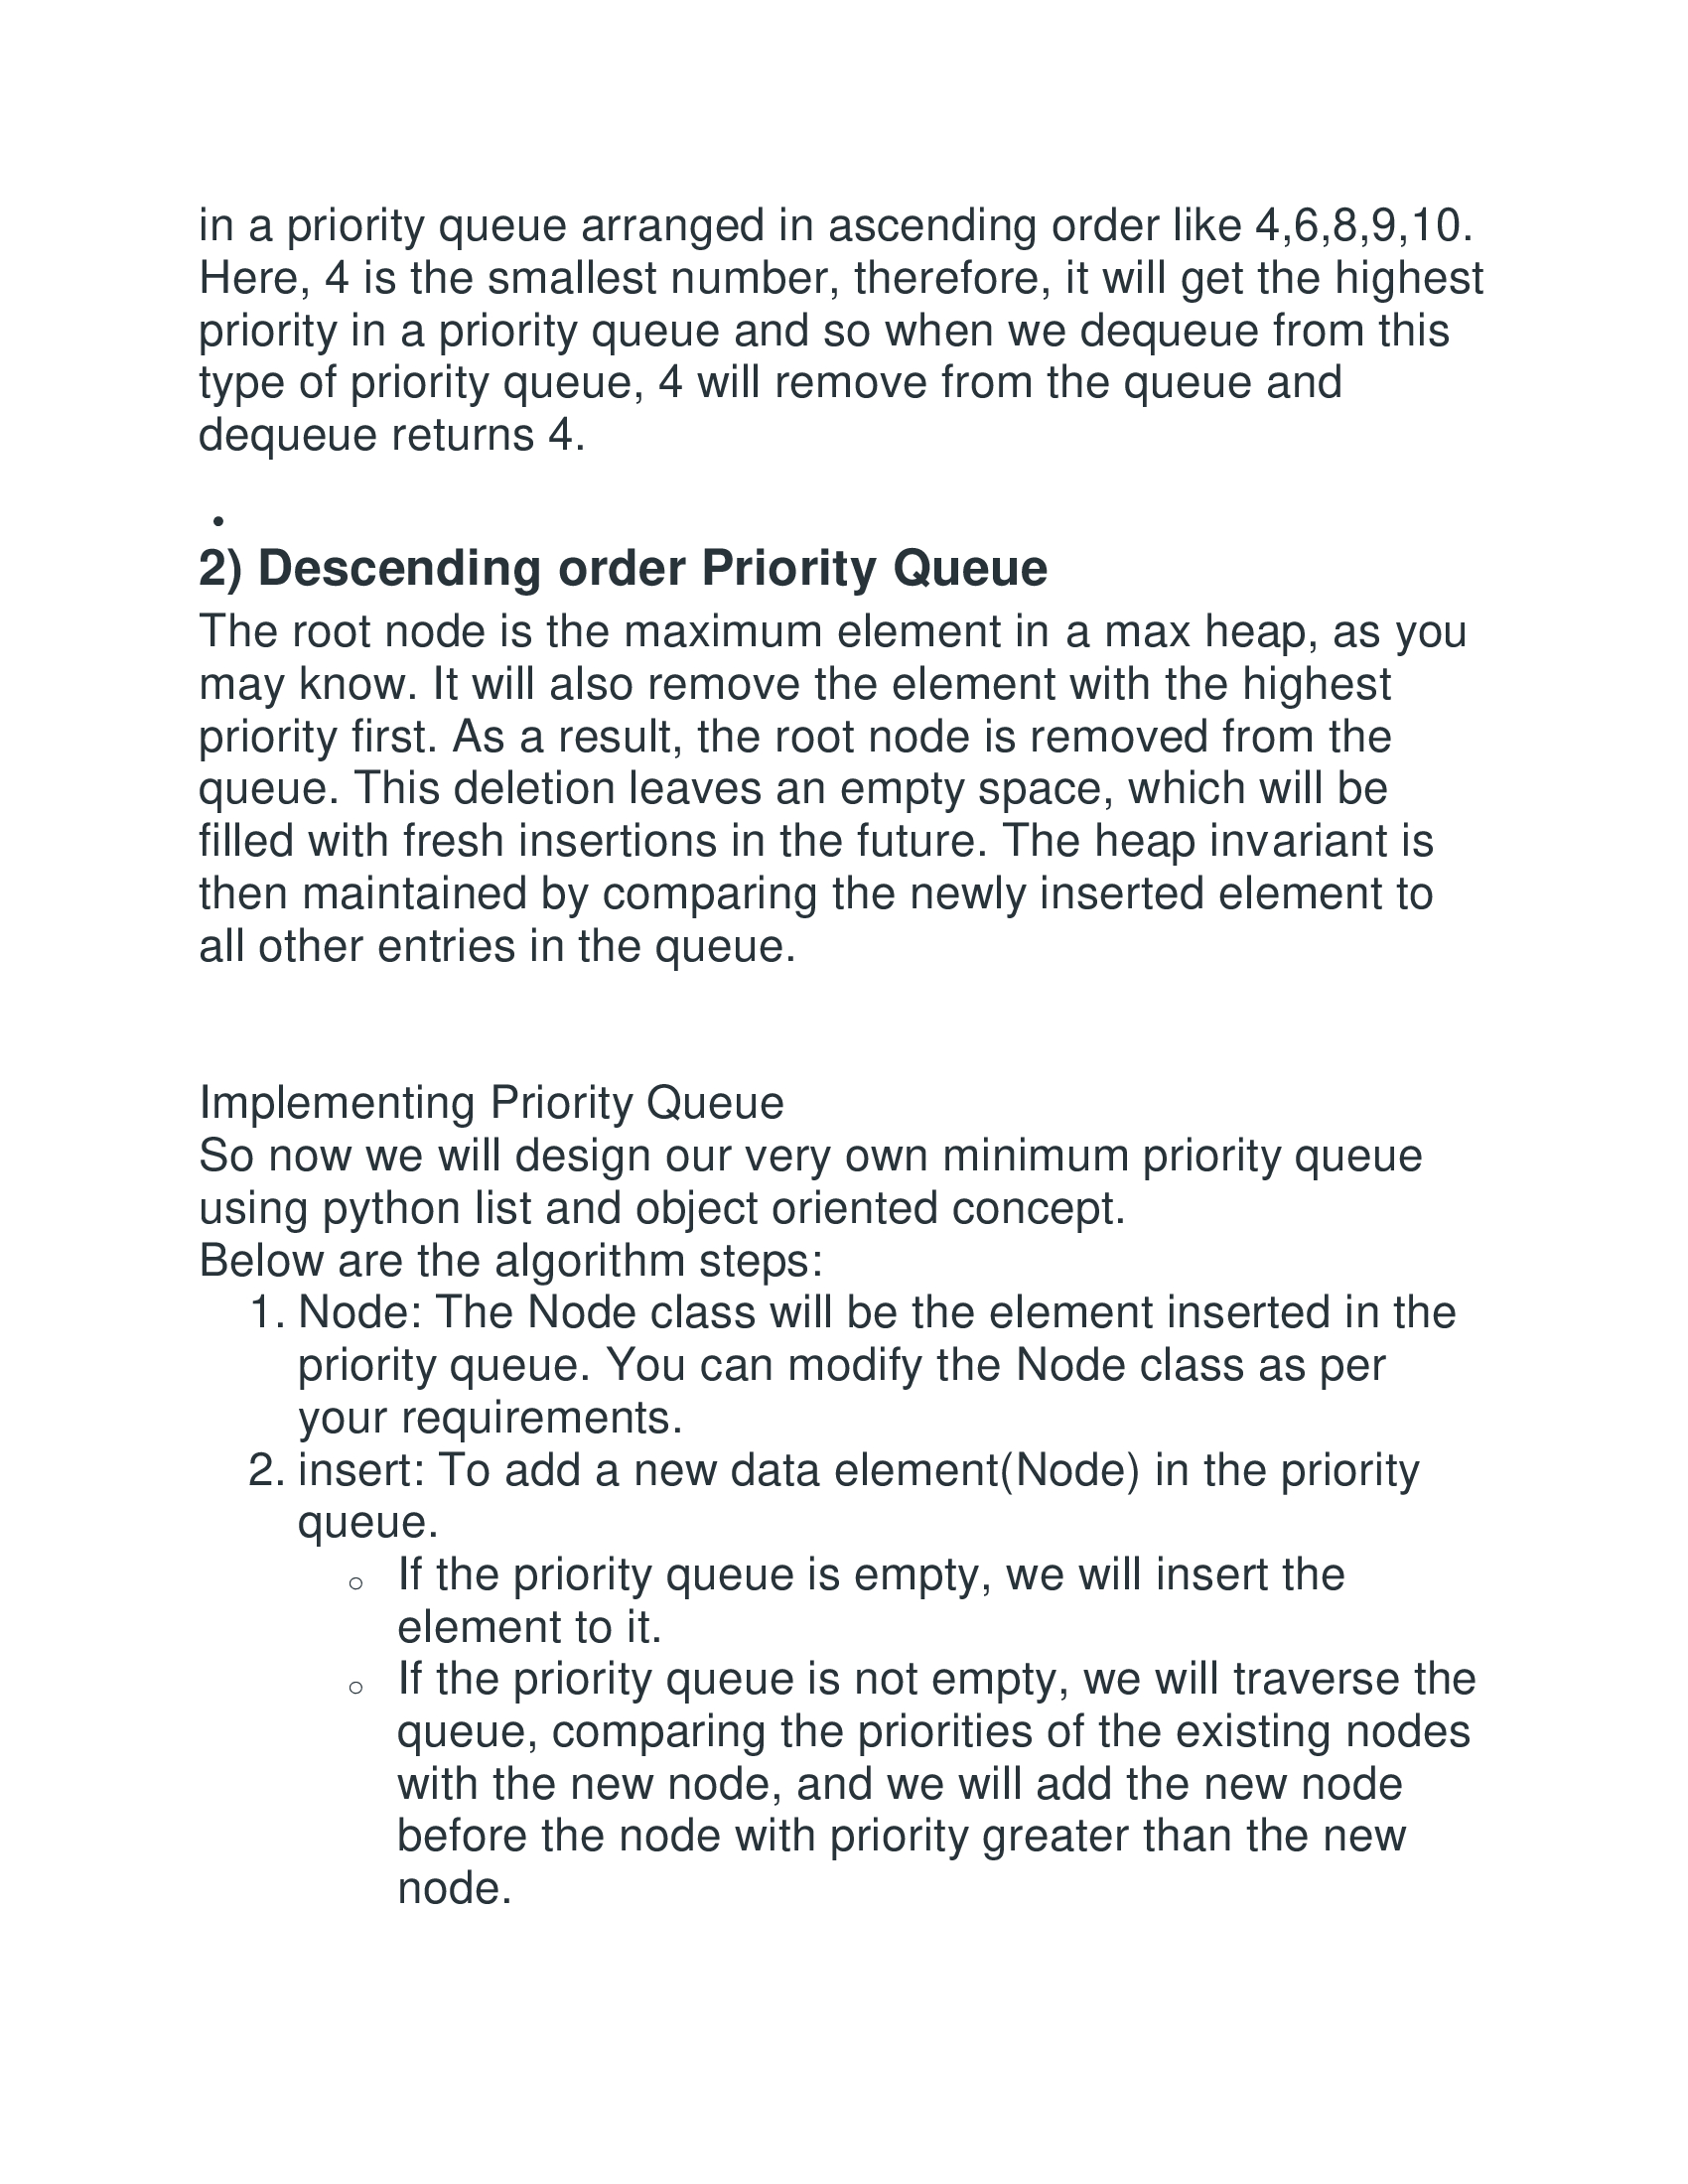 in a priority queue arranged in ascending order like 4,6,8,9,10.
Here, 4 is the smallest number, therefore, it will get the highest
priority in a priority queue and so when we dequeue from this
type of priority queue, 4 will remove from the queue and
dequeue returns 4.
•
2) Descending order Priority Queue
The root node is the maximum element in a max heap, as you
may know. It will also remove the element with the highest
priority first. As a result, the root node is removed from the
queue. This deletion leaves an empty space, which will be
filled with fresh insertions in the future. The heap invariant is
then maintained by comparing the newly inserted element to
all other entries in the queue.
Implementing Priority Queue
So now we will design our very own minimum priority queue
using python list and object oriented concept.
Below are the algorithm steps:
1. Node: The Node class will be the element inserted in the
priority queue. You can modify the Node class as per
your requirements.
2. insert: To add a new data element(Node) in the priority
queue.
○ If the priority queue is empty, we will insert the
element to it.
○ If the priority queue is not empty, we will traverse the
queue, comparing the priorities of the existing nodes
with the new node, and we will add the new node
before the node with priority greater than the new
node.